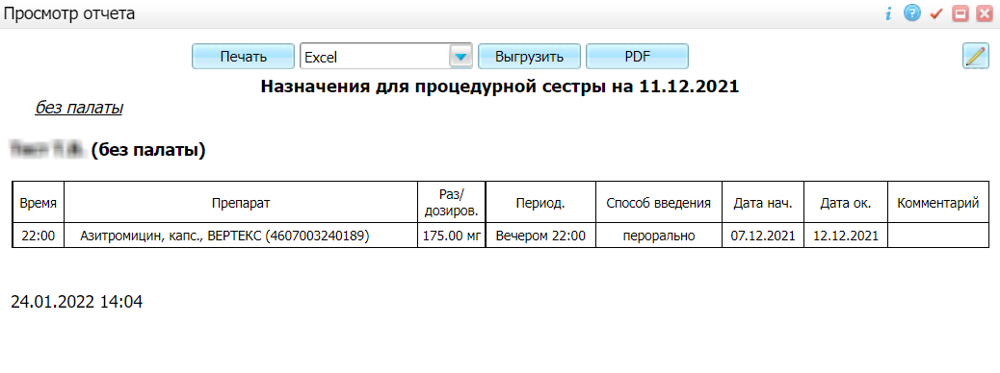 Просмотр отчета
Печать Excel Выгрузить PDF
Назначения для процедурной сестры на 11.12.2021
без палаты
(без палаты)
Время Препарат Раз/дозиров. Период. Способ введения Дата нач. Дата ок. Комментарий
22:00 Азитромицин, капс., ВЕРТЕКС (4607003240189) 175.00 мг Вечером 22:00 перорально 07.12.2021 12.12.2021
24.01.2022 14:04